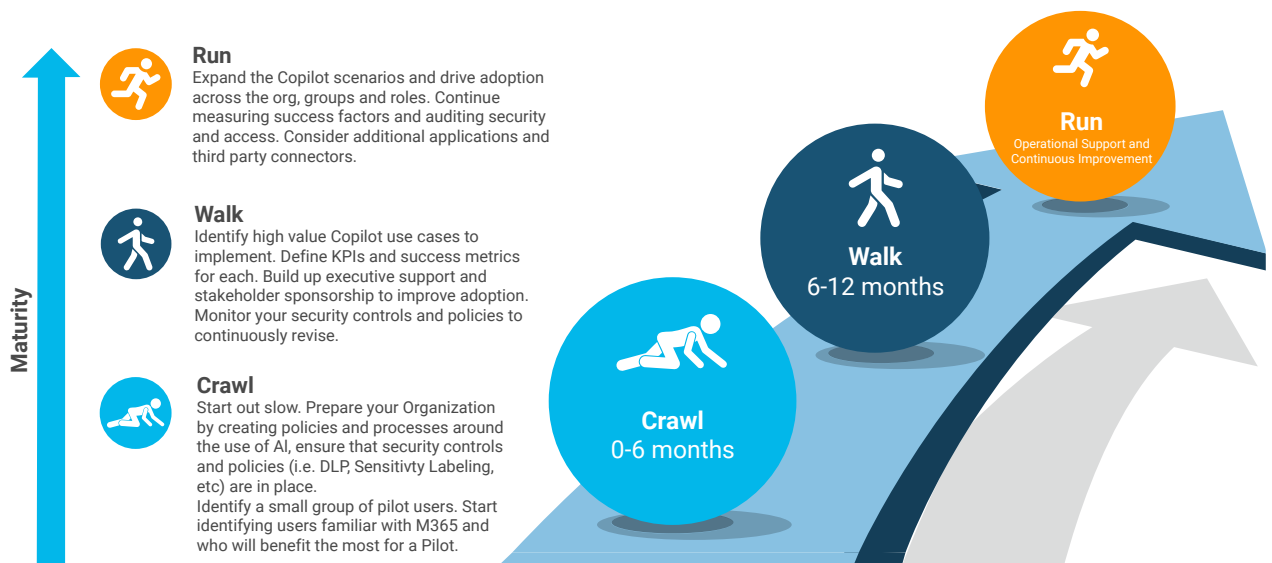 Maturity
Run
Expand the Copilot scenarios and drive adoption
across the org, groups and roles. Continue
measuring success factors and auditing security
and access. Consider additional applications and
third party connectors.
Walk
Identify high value Copilot use cases to
implement. Define KPIs and success metrics
for each. Build up executive support and
stakeholder sponsorship to improve adoption.
Monitor your security controls and policies to
continuously revise.
Crawl
Start out slow. Prepare your Organization
by creating policies and processes around
the use of AI, ensure that security controls
and policies (i.e. DLP, Sensitivty Labeling,
etc) are in place.
Identify a small group of pilot users. Start
identifying users familiar with M365 and
who will benefit the most for a Pilot.
Run
Operational Support and
Continuous Improvement
Walk
6-12 months
Crawl
0-6 months